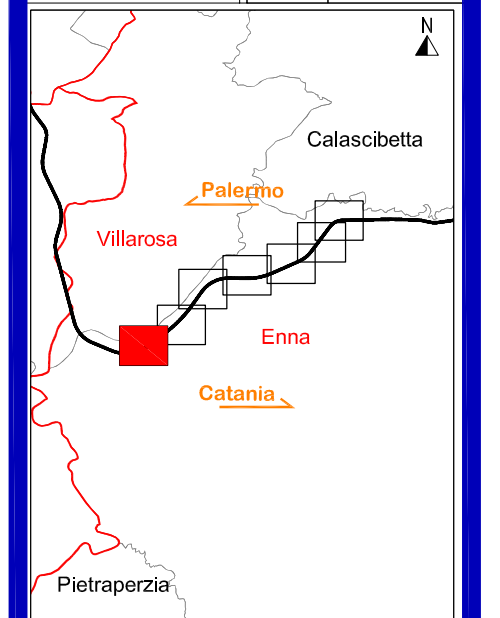 N
Calascibetta
Palermo
Villarosa
Enna
Catania
Pietraperzia